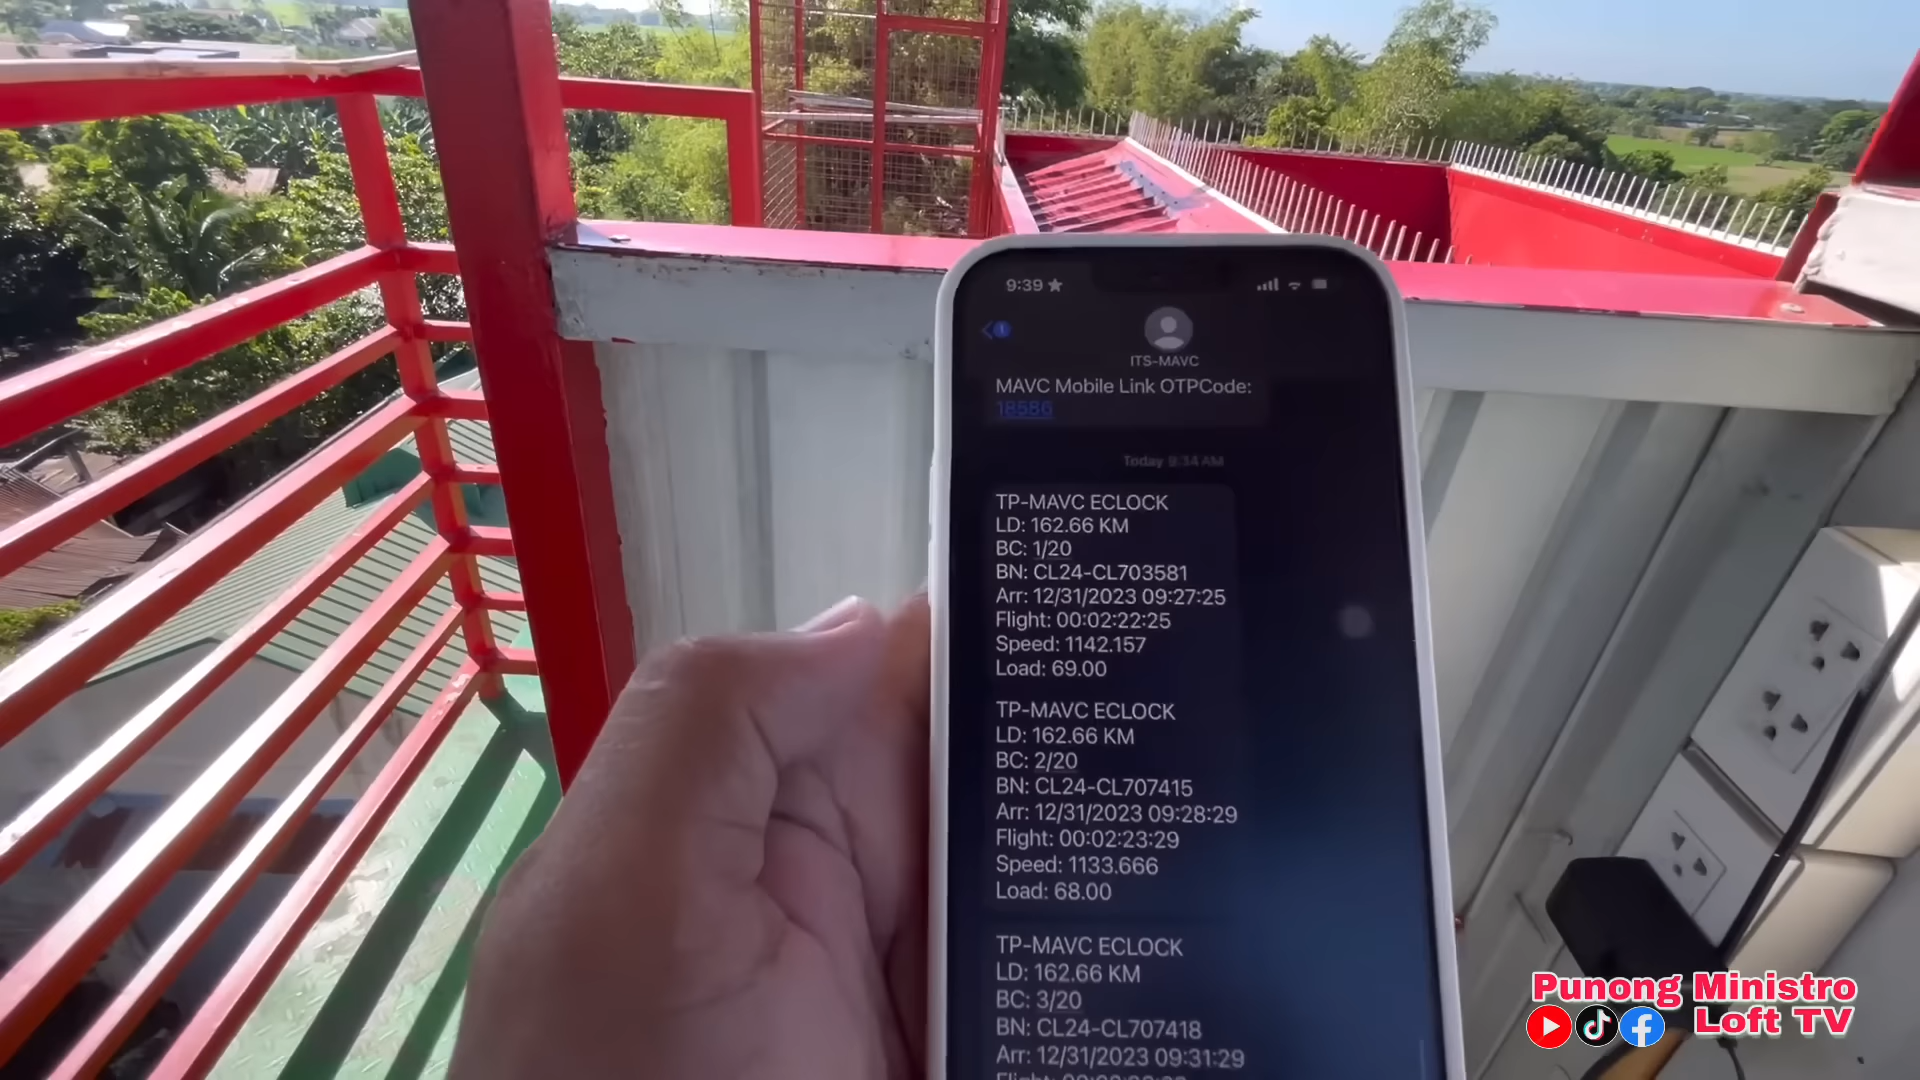 9:39
1
ITS-MAVC
MAVC Mobile Link OTPCode:
18586
Today 9:34 AM
TP-MAVC ECLOCK
LD: 162.66 KM
BC: 1/20
BN: CL24-CL703581
Arr: 12/31/2023 09:27:25
Flight: 00:02:22:25
Speed: 1142.157
Load: 69.00
TP-MAVC ECLOCK
LD: 162.66 KM
BC: 2/20
BN: CL24-CL707415
Arr: 12/31/2023 09:28:29
Flight: 00:02:23:29
Speed: 1133.666
Load: 68.00
TP-MAVC ECLOCK
LD: 162.66 KM
BC: 3/20
BN: CL24-CL707418
Arr: 12/31/2023 09:31:29
Punong Ministro
Loft TV